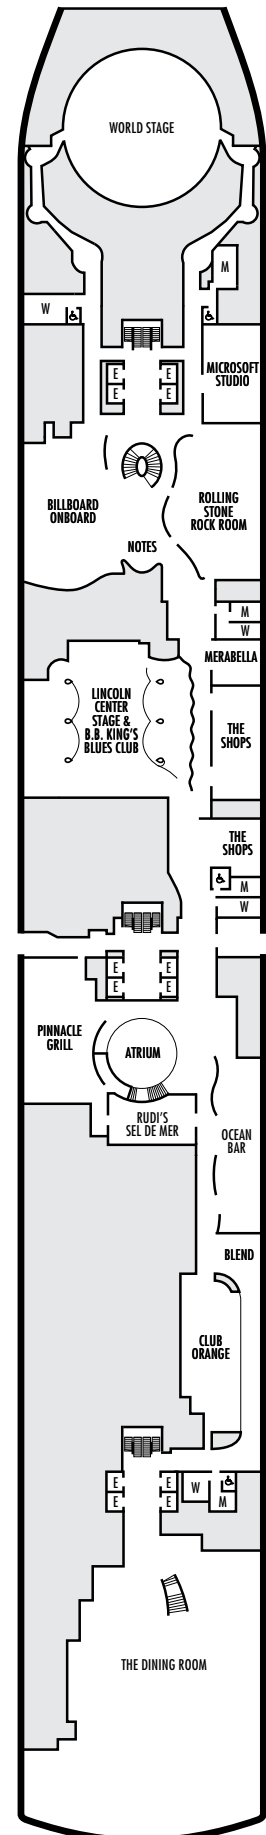 WORLD STAGE
M
W
MICROSOFT
STUDIO
E E
E E
BILLBOARD
ONBOARD
ROLLING
STONE
ROCK ROOM
NOTES
M
W
MERABELLA
LINCOLN
CENTER
STAGE &
B.B. KING'S
BLUES CLUB
THE
SHOPS
THE
SHOPS
M
W
E E
E E
PINNACLE
GRILL
ATRIUM
RUDI'S
SEL DE MER
OCEAN
BAR
BLEND
CLUB
ORANGE
E E
E E
W
M
THE DINING ROOM